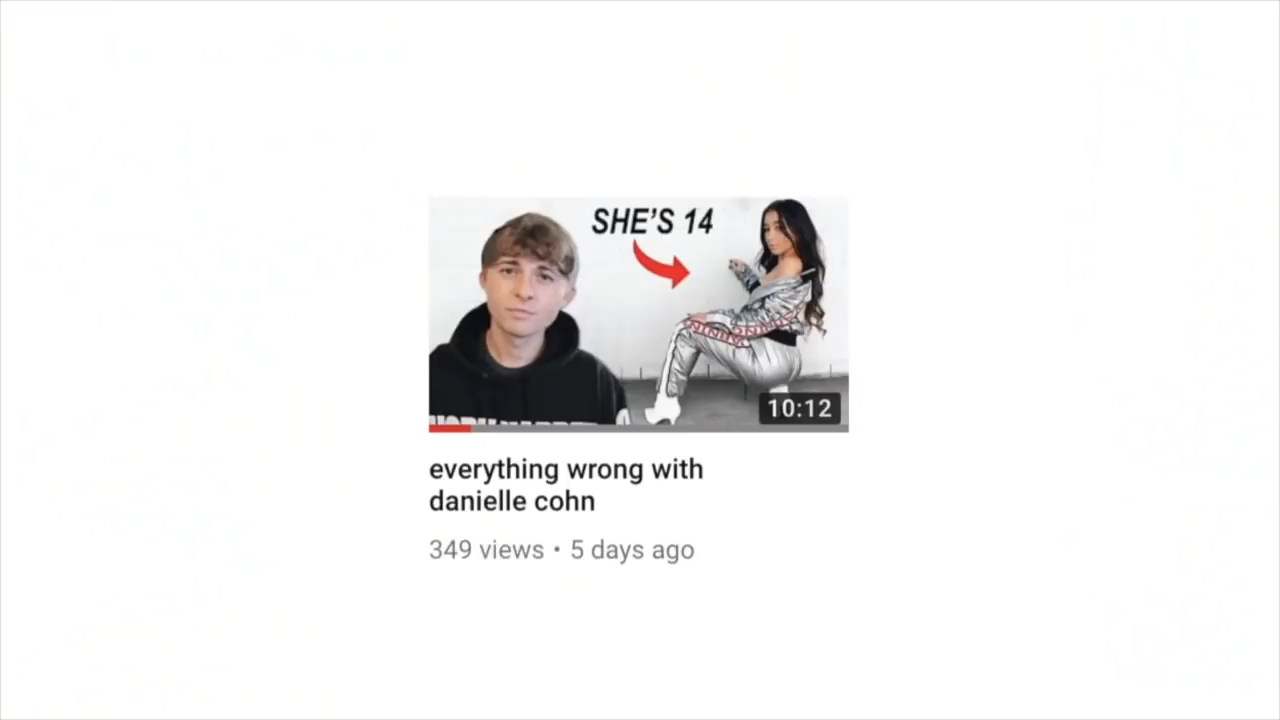 SHE'S 14
10:12
everything wrong with
danielle cohn
349 views • 5 days ago